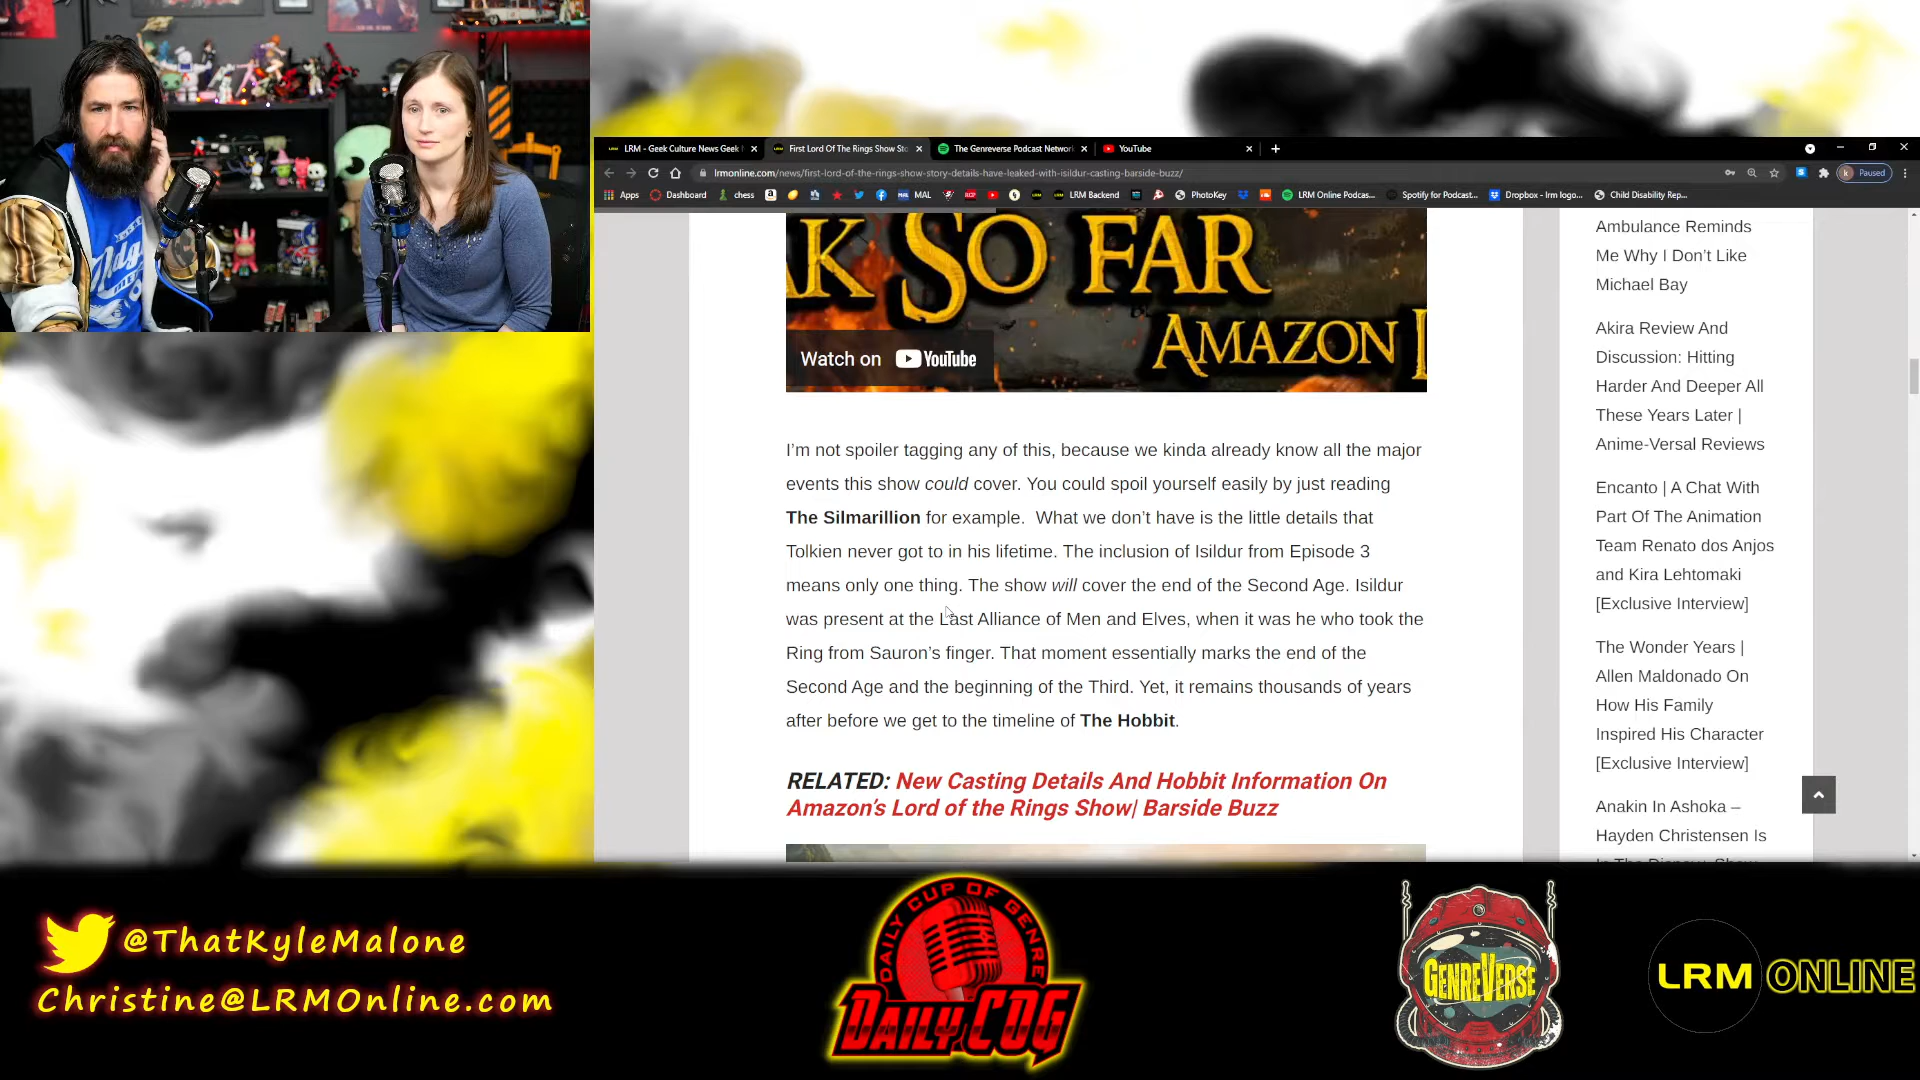 LRM - Geek Culture News Geek
First Lord Of The Rings Show Sto
The Genreverse Podcast Network
YouTube
lrmonline.com/news/first-lord-of-the-rings-show-story-details-have-leaked-with-isildur-casting-barside-buzz/
Paused
Apps
Dashboard
chess
MAL
LRM Backend
PhotoKey
LRM Online Podcas...
Spotify for Podcast...
Dropbox - lrm logo...
Child Disability Rep...
AK SO FAR
AMAZON
Watch on YouTube
I'm not spoiler tagging any of this, because we kinda already know all the major
events this show could cover. You could spoil yourself easily by just reading
The Silmarillion for example. What we don't have is the little details that
Tolkien never got to in his lifetime. The inclusion of Isildur from Episode 3
means only one thing. The show will cover the end of the Second Age. Isildur
was present at the Last Alliance of Men and Elves, when it was he who took the
Ring from Sauron's finger. That moment essentially marks the end of the
Second Age and the beginning of the Third. Yet, it remains thousands of years
after before we get to the timeline of The Hobbit.
RELATED: New Casting Details And Hobbit Information On
Amazon's Lord of the Rings Show| Barside Buzz
Ambulance Reminds
Me Why I Don't Like
Michael Bay
Akira Review And
Discussion: Hitting
Harder And Deeper All
These Years Later |
Anime-Versal Reviews
Encanto | A Chat With
Part Of The Animation
Team Renato dos Anjos
and Kira Lehtomaki
[Exclusive Interview]
The Wonder Years |
Allen Maldonado On
How His Family
Inspired His Character
[Exclusive Interview]
Anakin In Ashoka –
Hayden Christensen Is
@ThatKyleMalone
Christine@LRMOnline.com
DAILY CUP OF GENRE
DAILY COG
GENREVERSE
LRM ONLINE